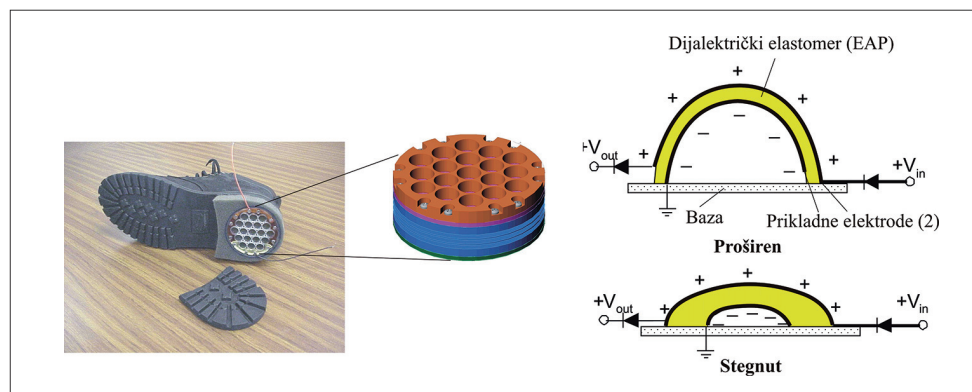 Dijalektrički elastomer (EAP)
+ + + + + + +
– – – – –
+V_out
+V_in
Baza
Prikladne elektrode (2)
Proširen
+ + + + + +
– – – – –
+V_out
+V_in
Stegnut